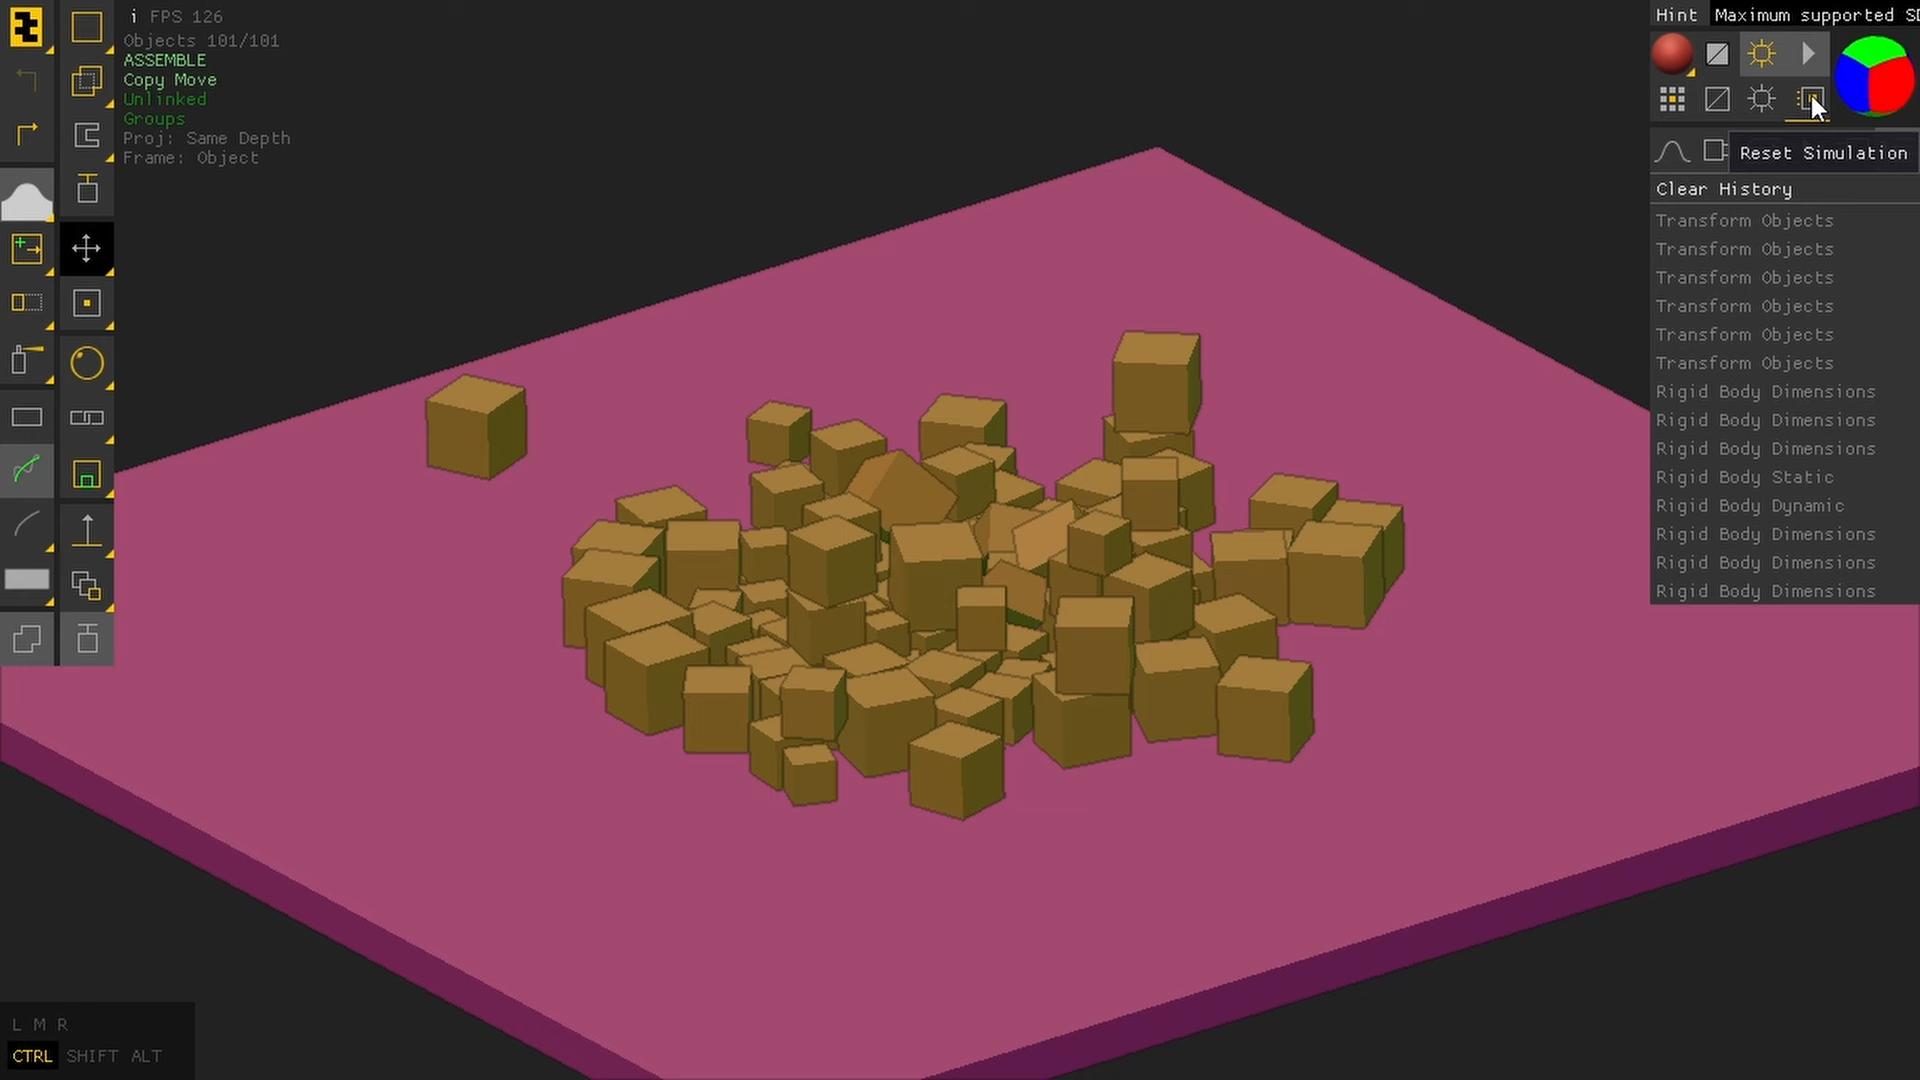 i FPS 126
Objects 101/101
ASSEMBLE
Copy Move
Unlinked
Groups
Proj: Same Depth
Frame: Object
Hint Maximum supported
Reset Simulation
Clear History
Transform Objects
Transform Objects
Transform Objects
Transform Objects
Transform Objects
Transform Objects
Rigid Body Dimensions
Rigid Body Dimensions
Rigid Body Dimensions
Rigid Body Static
Rigid Body Dynamic
Rigid Body Dimensions
Rigid Body Dimensions
Rigid Body Dimensions
L M R
CTRL SHIFT ALT